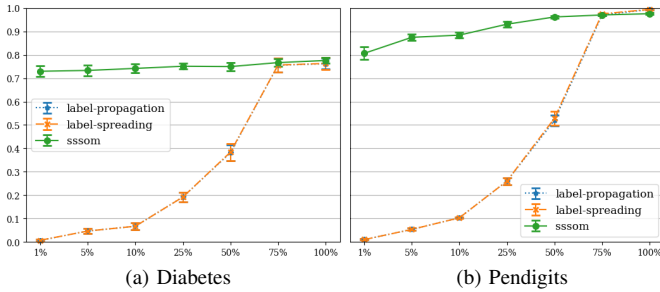 1.0
0.9
0.8
0.7
0.6
0.5
0.4
0.3
0.2
0.1
0.0
label-propagation
label-spreading
sssom
1% 5% 10% 25% 50% 75% 100%
(a) Diabetes
label-propagation
label-spreading
sssom
1% 5% 10% 25% 50% 75% 100%
(b) Pendigits